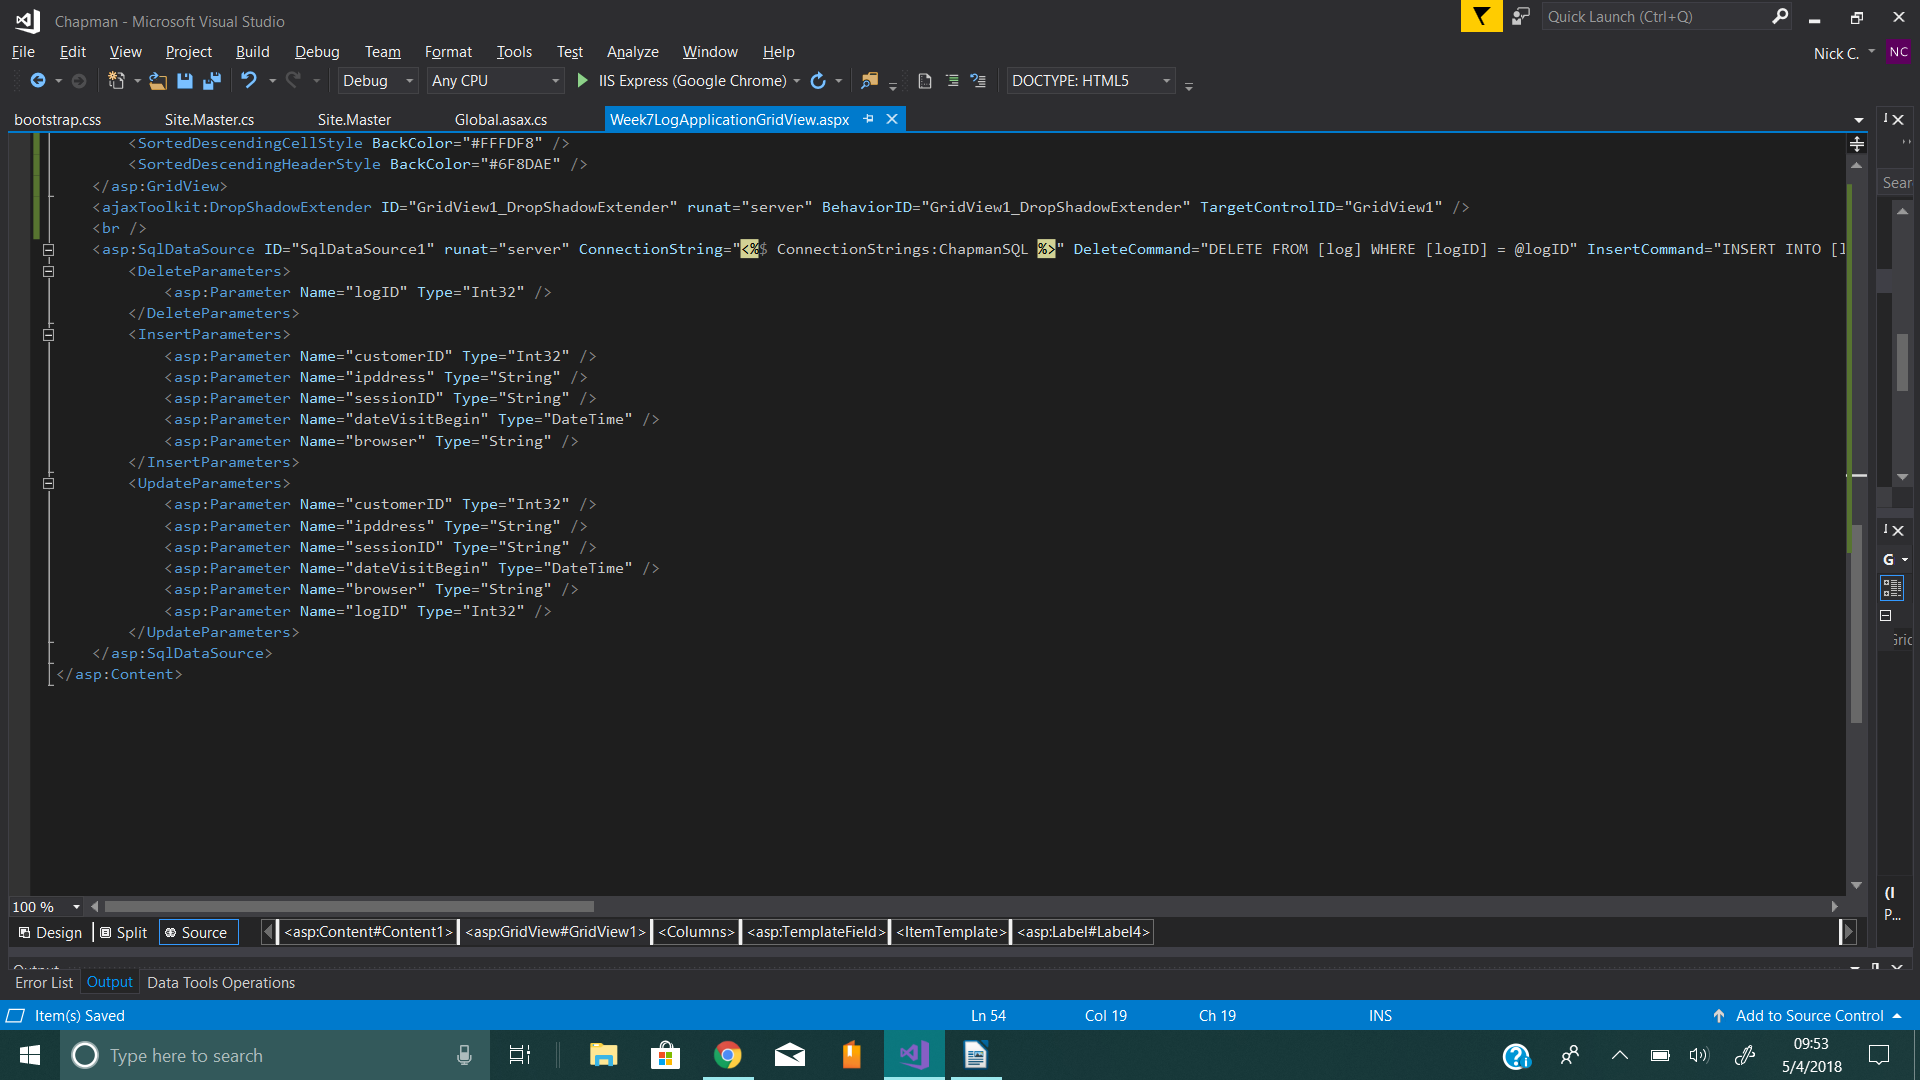 Chapman - Microsoft Visual Studio
Quick Launch (Ctrl+Q)
File Edit View Project Build Debug Team Format Tools Test Analyze Window Help
Nick C. NC
Debug Any CPU IIS Express (Google Chrome) DOCTYPE: HTML5
bootstrap.css Site.Master.cs Site.Master Global.asax.cs Week7LogApplicationGridView.aspx
<SortedDescendingCellStyle BackColor="#FFFDF8" />
<SortedDescendingHeaderStyle BackColor="#6F8DAE" />
</asp:GridView>
<ajaxToolkit:DropShadowExtender ID="GridView1_DropShadowExtender" runat="server" BehaviorID="GridView1_DropShadowExtender" TargetControlID="GridView1" />
<br />
<asp:SqlDataSource ID="SqlDataSource1" runat="server" ConnectionString="<%$ ConnectionStrings:ChapmanSQL %>" DeleteCommand="DELETE FROM [log] WHERE [logID] = @logID" InsertCommand="INSERT INTO [l
<DeleteParameters>
<asp:Parameter Name="logID" Type="Int32" />
</DeleteParameters>
<InsertParameters>
<asp:Parameter Name="customerID" Type="Int32" />
<asp:Parameter Name="ipddress" Type="String" />
<asp:Parameter Name="sessionID" Type="String" />
<asp:Parameter Name="dateVisitBegin" Type="DateTime" />
<asp:Parameter Name="browser" Type="String" />
</InsertParameters>
<UpdateParameters>
<asp:Parameter Name="customerID" Type="Int32" />
<asp:Parameter Name="ipddress" Type="String" />
<asp:Parameter Name="sessionID" Type="String" />
<asp:Parameter Name="dateVisitBegin" Type="DateTime" />
<asp:Parameter Name="browser" Type="String" />
<asp:Parameter Name="logID" Type="Int32" />
</UpdateParameters>
</asp:SqlDataSource>
</asp:Content>
Sear
G
Gric
(I
P...
100 %
Design Split Source <asp:Content#Content1> <asp:GridView#GridView1> <Columns> <asp:TemplateField> <ItemTemplate> <asp:Label#Label4>
Output
Error List Output Data Tools Operations
Item(s) Saved Ln 54 Col 19 Ch 19 INS Add to Source Control
Type here to search
09:53
5/4/2018